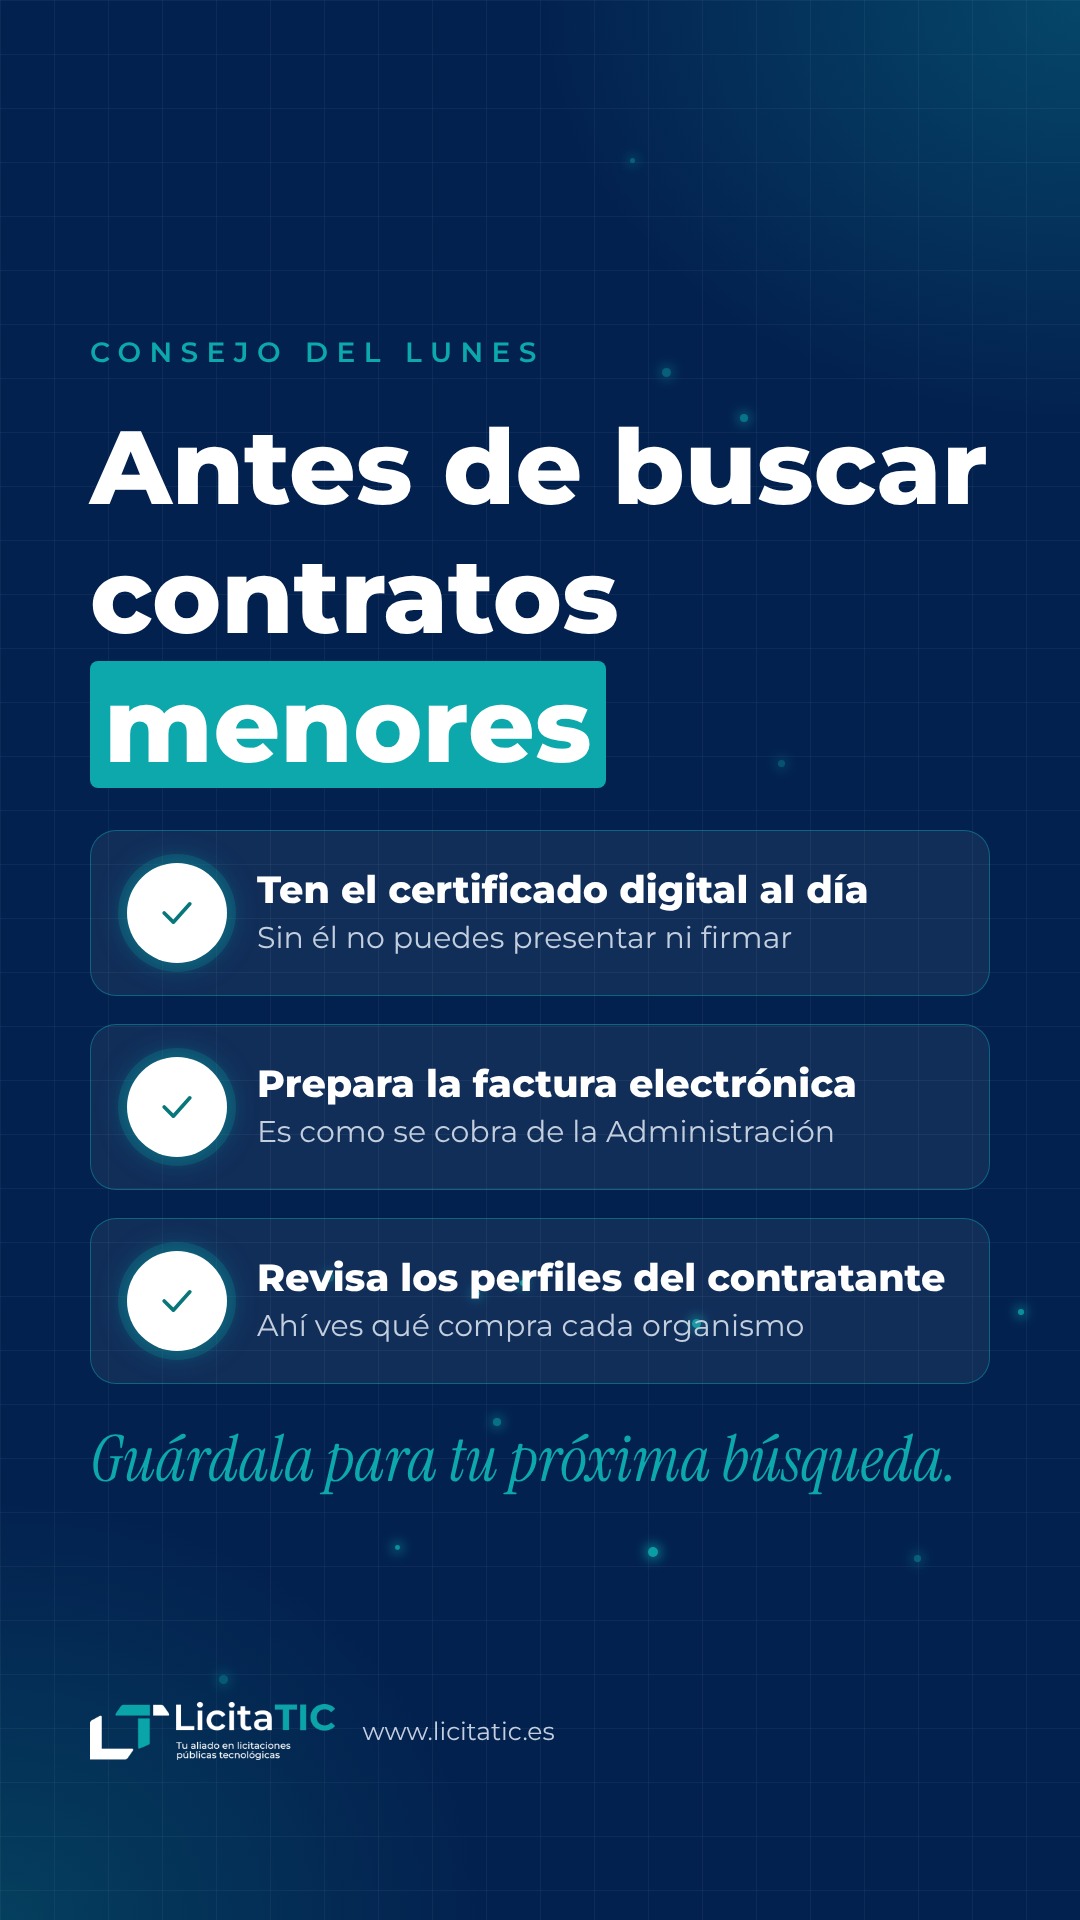 CONSEJO DEL LUNES
Antes de buscar
contratos
menores
Ten el certificado digital al día
Sin él no puedes presentar ni firmar
Prepara la factura electrónica
Es como se cobra de la Administración
Revisa los perfiles del contratante
Ahí ves qué compra cada organismo
Guárdala para tu próxima búsqueda.
LicitaTIC
Tu aliado en licitaciones
públicas tecnológicas
www.licitatic.es